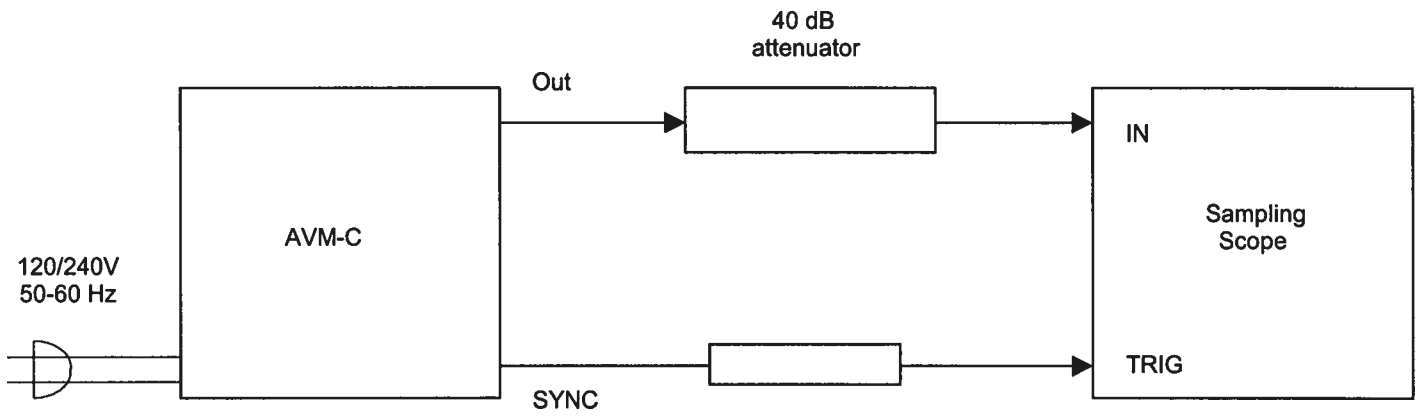 40 dB
attenuator
Out
IN
AVM-C
Sampling
Scope
120/240V
50-60 Hz
TRIG
SYNC